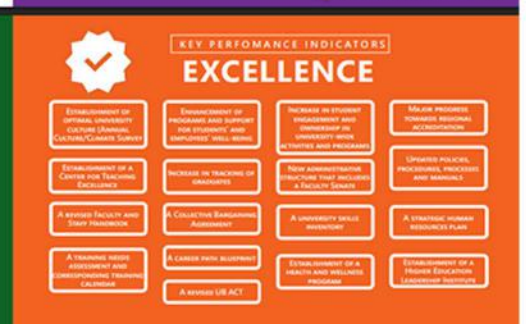 KEY PERFOMANCE INDICATORS
EXCELLENCE
ESTABLISHMENT OF
OPTIMAL UNIVERSITY
CULTURE (ANNUAL
CULTURE/CLIMATE SURVEY
ESTABLISHMENT OF A
CENTER FOR TEACHING
EXCELLENCE
A REVISED FACULTY AND
STAFF HANDBOOK
A TRAINING NEEDS
ASSESSMENT AND
CORRESPONDING TRAINING
CALENDAR
ENHANCEMENT OF
PROGRAMS AND SUPPORT
FOR STUDENTS' AND
EMPLOYEES' WELL-BEING
INCREASE IN TRACKING OF
GRADUATES
A COLLECTIVE BARGAINING
AGREEMENT
A CAREER PATH BLUEPRINT
A REVISED UB ACT
INCREASE IN STUDENT
ENGAGEMENT AND
OWNERSHIP IN
UNIVERSITY-WIDE
ACTIVITIES AND PROGRAMS
NEW ADMINISTRATIVE
STRUCTURE THAT INCLUDES
A FACULTY SENATE
A UNIVERSITY SKILLS
INVENTORY
ESTABLISHMENT OF A
HEALTH AND WELLNESS
PROGRAM
MAJOR PROGRESS
TOWARDS REGIONAL
ACCREDITATION
UPDATED POLICIES,
PROCEDURES, PROCESSES
AND MANUALS
A STRATEGIC HUMAN
RESOURCES PLAN
ESTABLISHMENT OF A
HIGHER EDUCATION
LEADERSHIP INSTITUTE